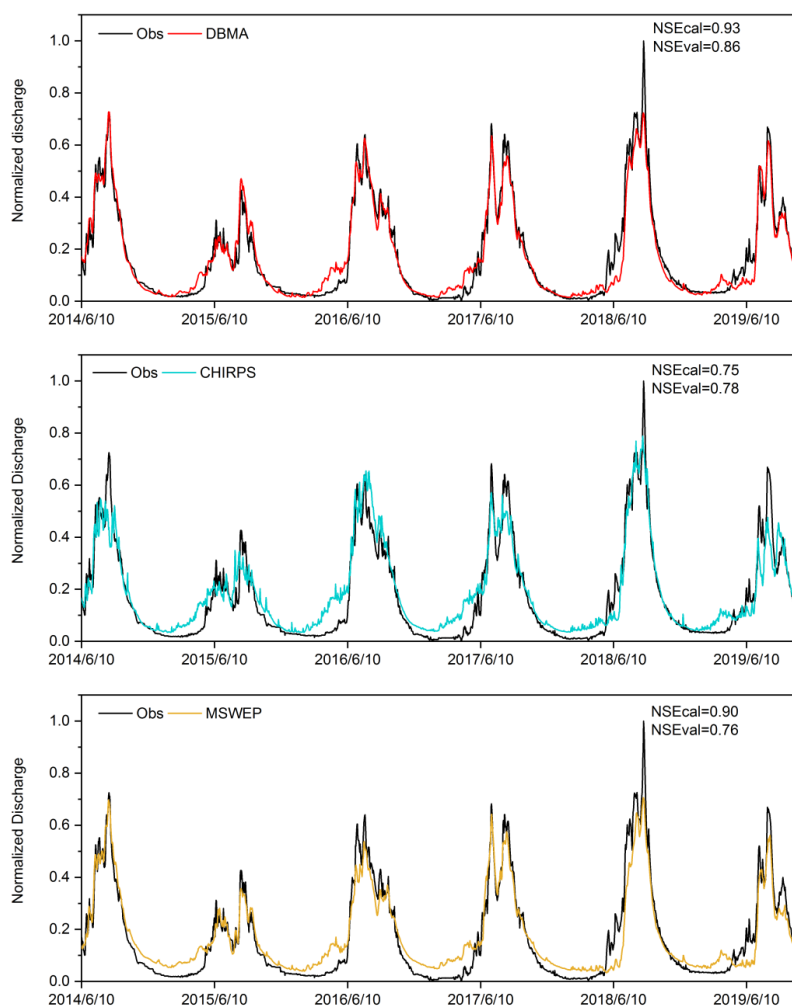 Obs DBMA
NSEcal=0.93
NSEval=0.86
Normalized discharge
1.0
0.8
0.6
0.4
0.2
0.0
2014/6/10 2015/6/10 2016/6/10 2017/6/10 2018/6/10 2019/6/10
Obs CHIRPS
NSEcal=0.75
NSEval=0.78
Normalized Discharge
1.0
0.8
0.6
0.4
0.2
0.0
2014/6/10 2015/6/10 2016/6/10 2017/6/10 2018/6/10 2019/6/10
Obs MSWEP
NSEcal=0.90
NSEval=0.76
Normalized Discharge
1.0
0.8
0.6
0.4
0.2
0.0
2014/6/10 2015/6/10 2016/6/10 2017/6/10 2018/6/10 2019/6/10